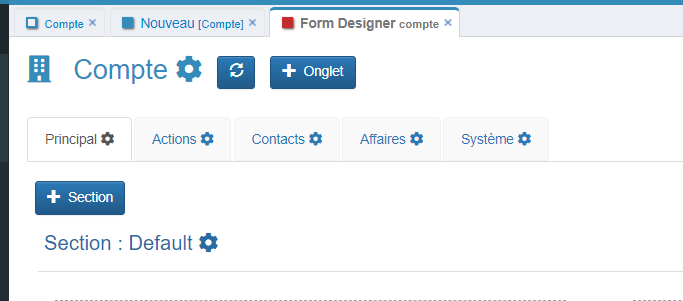 Compte × Nouveau [Compte] × Form Designer compte ×
Compte
+ Onglet
Principal Actions Contacts Affaires Système
+ Section
Section : Default